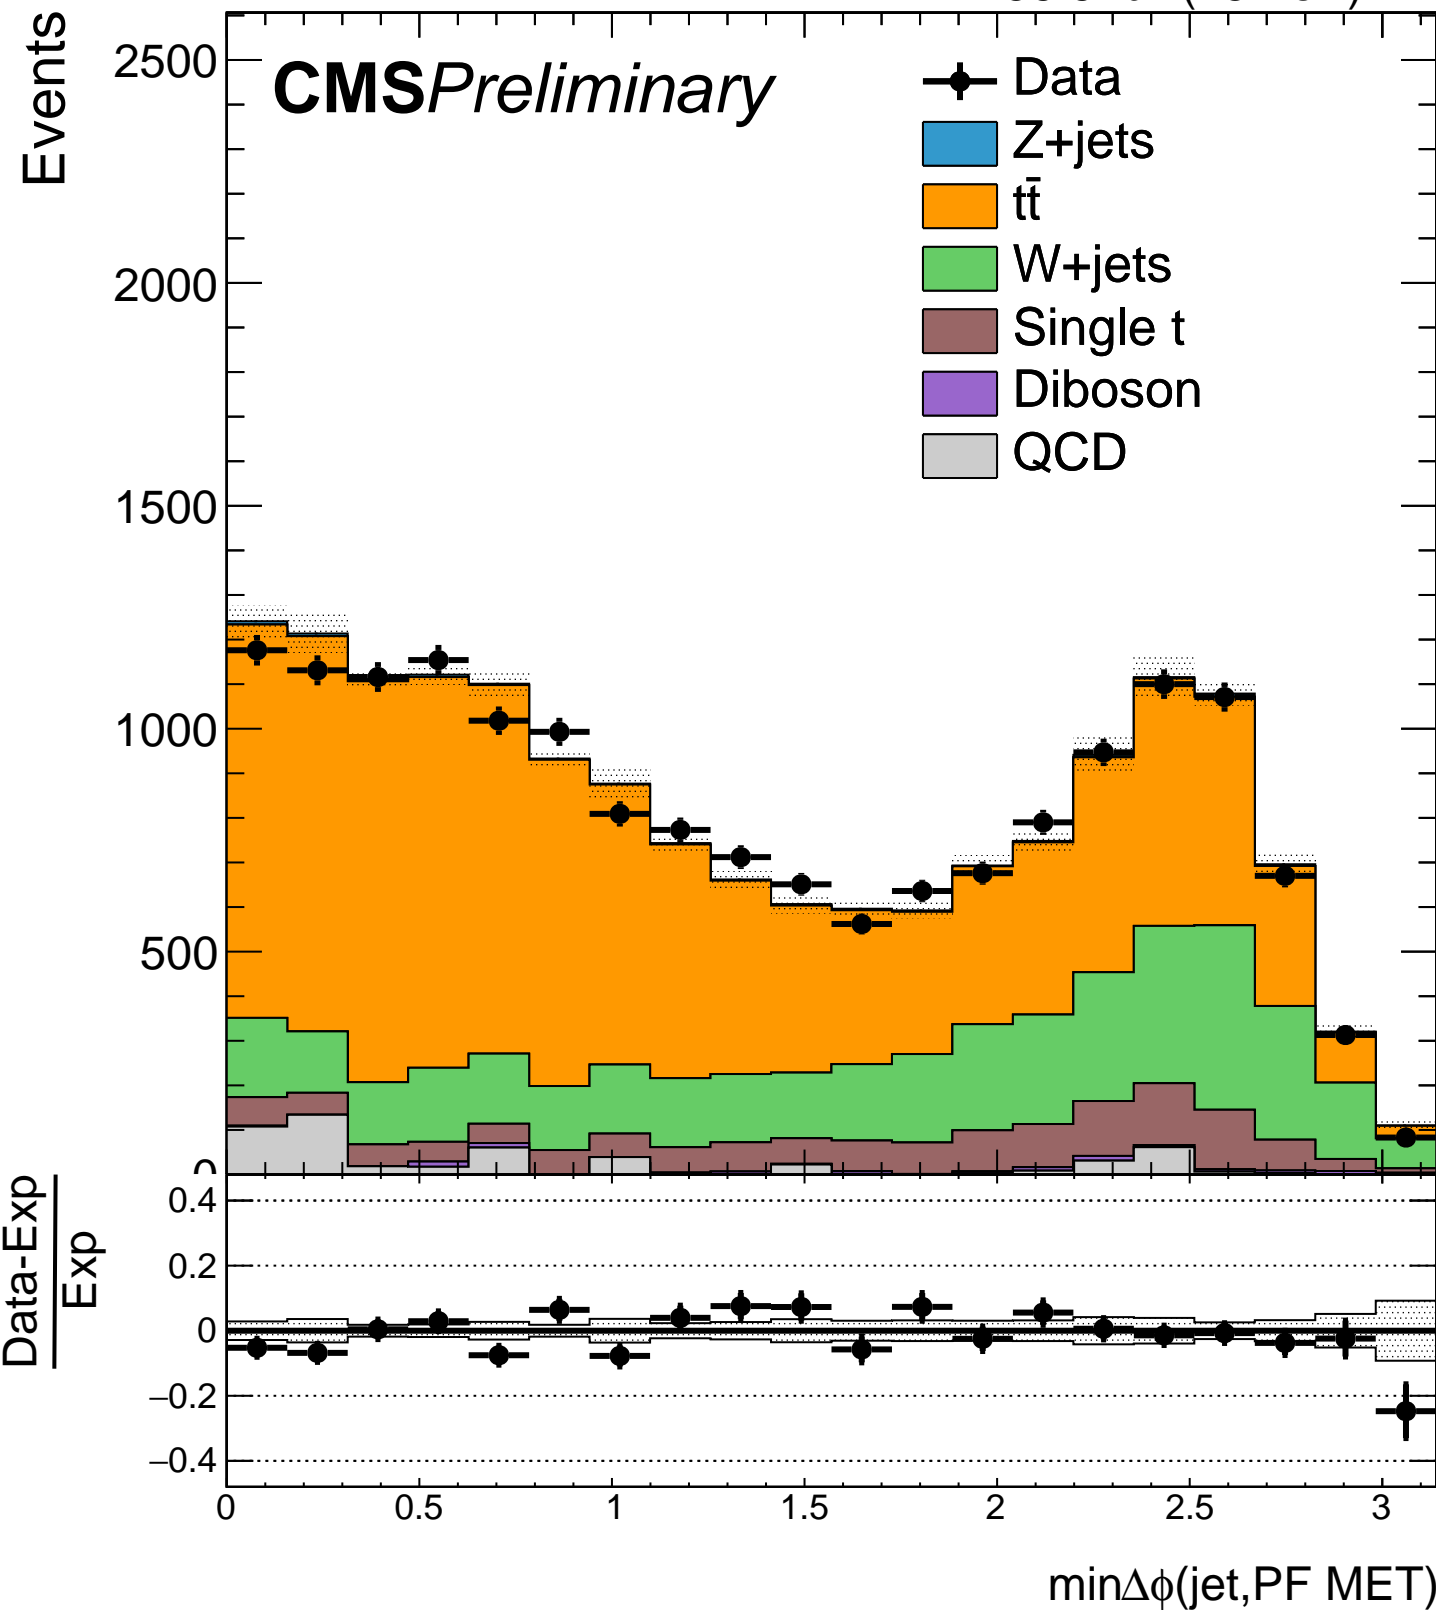 Events
2500
2000
1500
1000
500
0
CMS Preliminary
Data
Z+jets
tt̄
W+jets
Single t
Diboson
QCD
Data-Exp
Exp
0.4
0.2
0
−0.2
−0.4
0 0.5 1 1.5 2 2.5 3
minΔϕ(jet,PF MET)